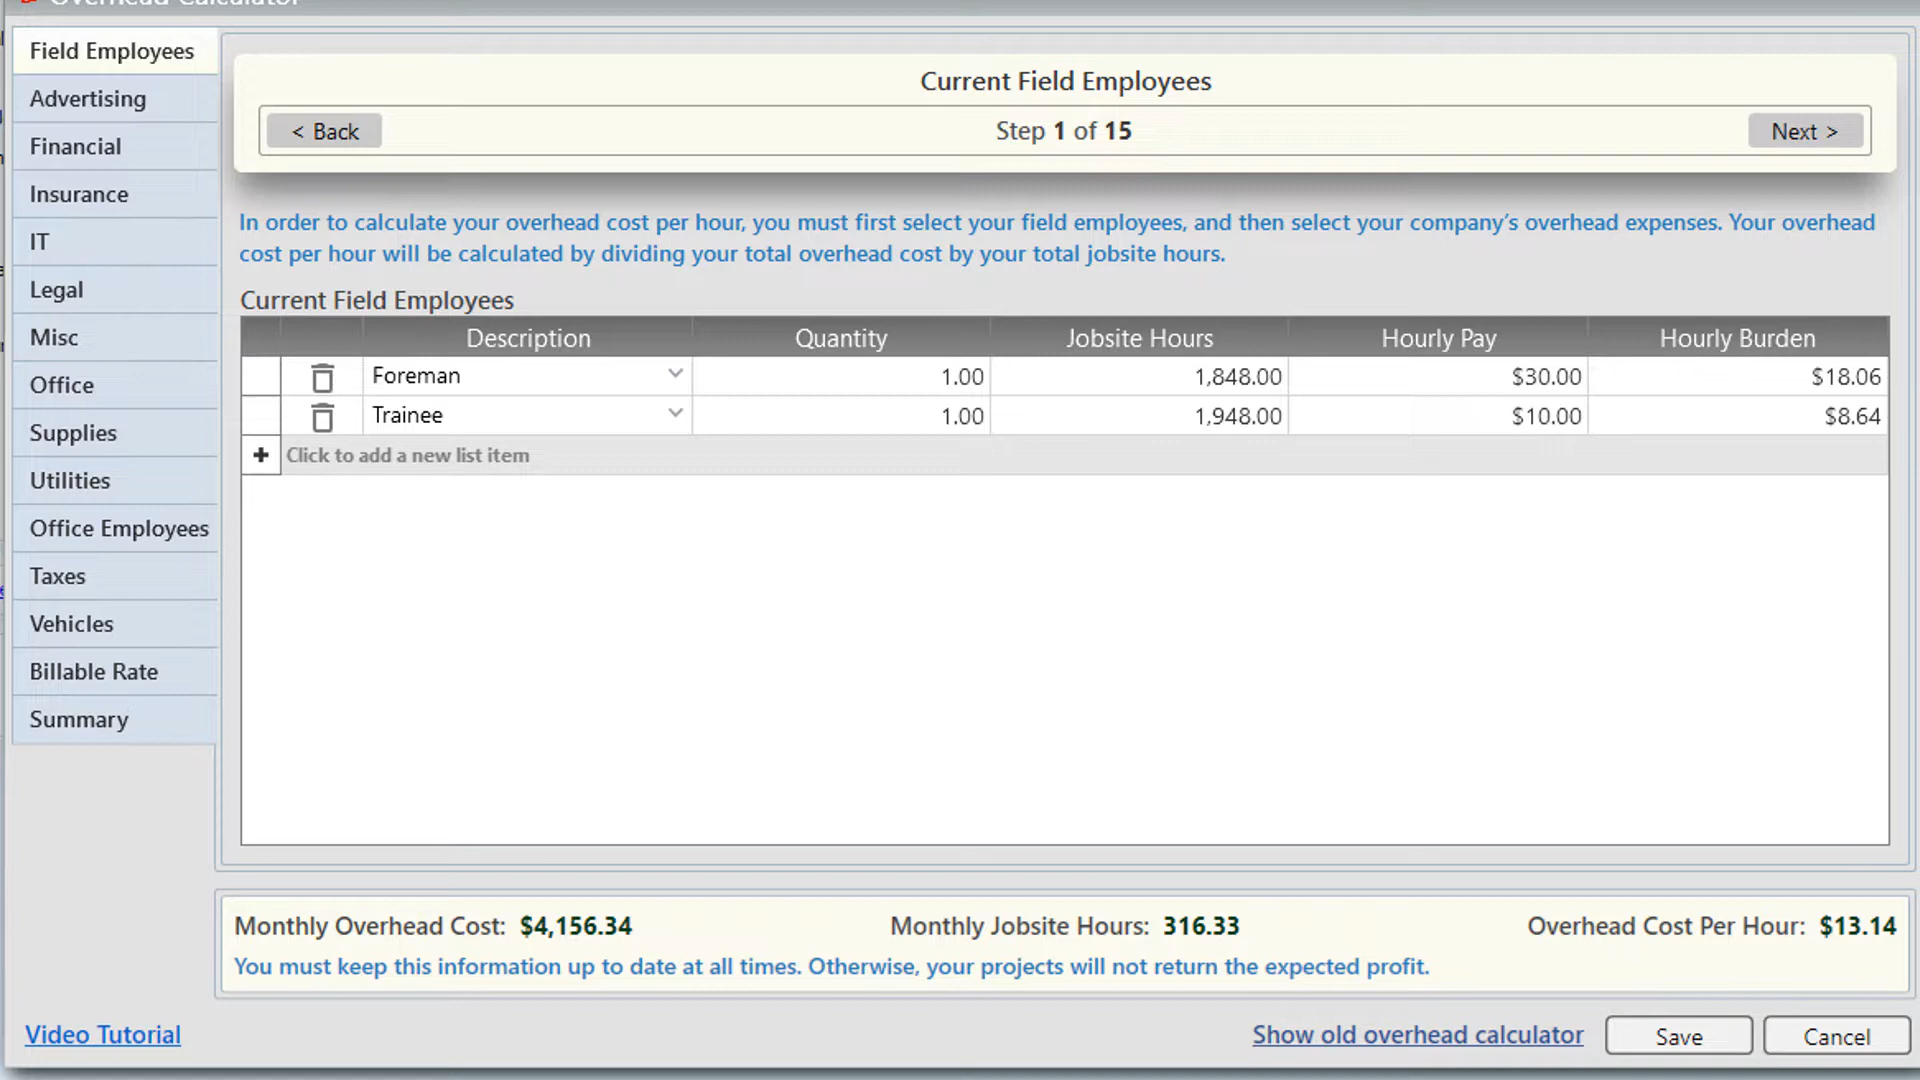 Overhead Calculator
Field Employees
Advertising
Financial
Insurance
IT
Legal
Misc
Office
Supplies
Utilities
Office Employees
Taxes
Vehicles
Billable Rate
Summary
Current Field Employees
< Back
Step 1 of 15
Next >
In order to calculate your overhead cost per hour, you must first select your field employees, and then select your company’s overhead expenses. Your overhead
cost per hour will be calculated by dividing your total overhead cost by your total jobsite hours.
Current Field Employees
Description Quantity Jobsite Hours Hourly Pay Hourly Burden
Foreman 1.00 1,848.00 $30.00 $18.06
Trainee 1.00 1,948.00 $10.00 $8.64
+ Click to add a new list item
Monthly Overhead Cost: $4,156.34 Monthly Jobsite Hours: 316.33 Overhead Cost Per Hour: $13.14
You must keep this information up to date at all times. Otherwise, your projects will not return the expected profit.
Video Tutorial
Show old overhead calculator
Save
Cancel